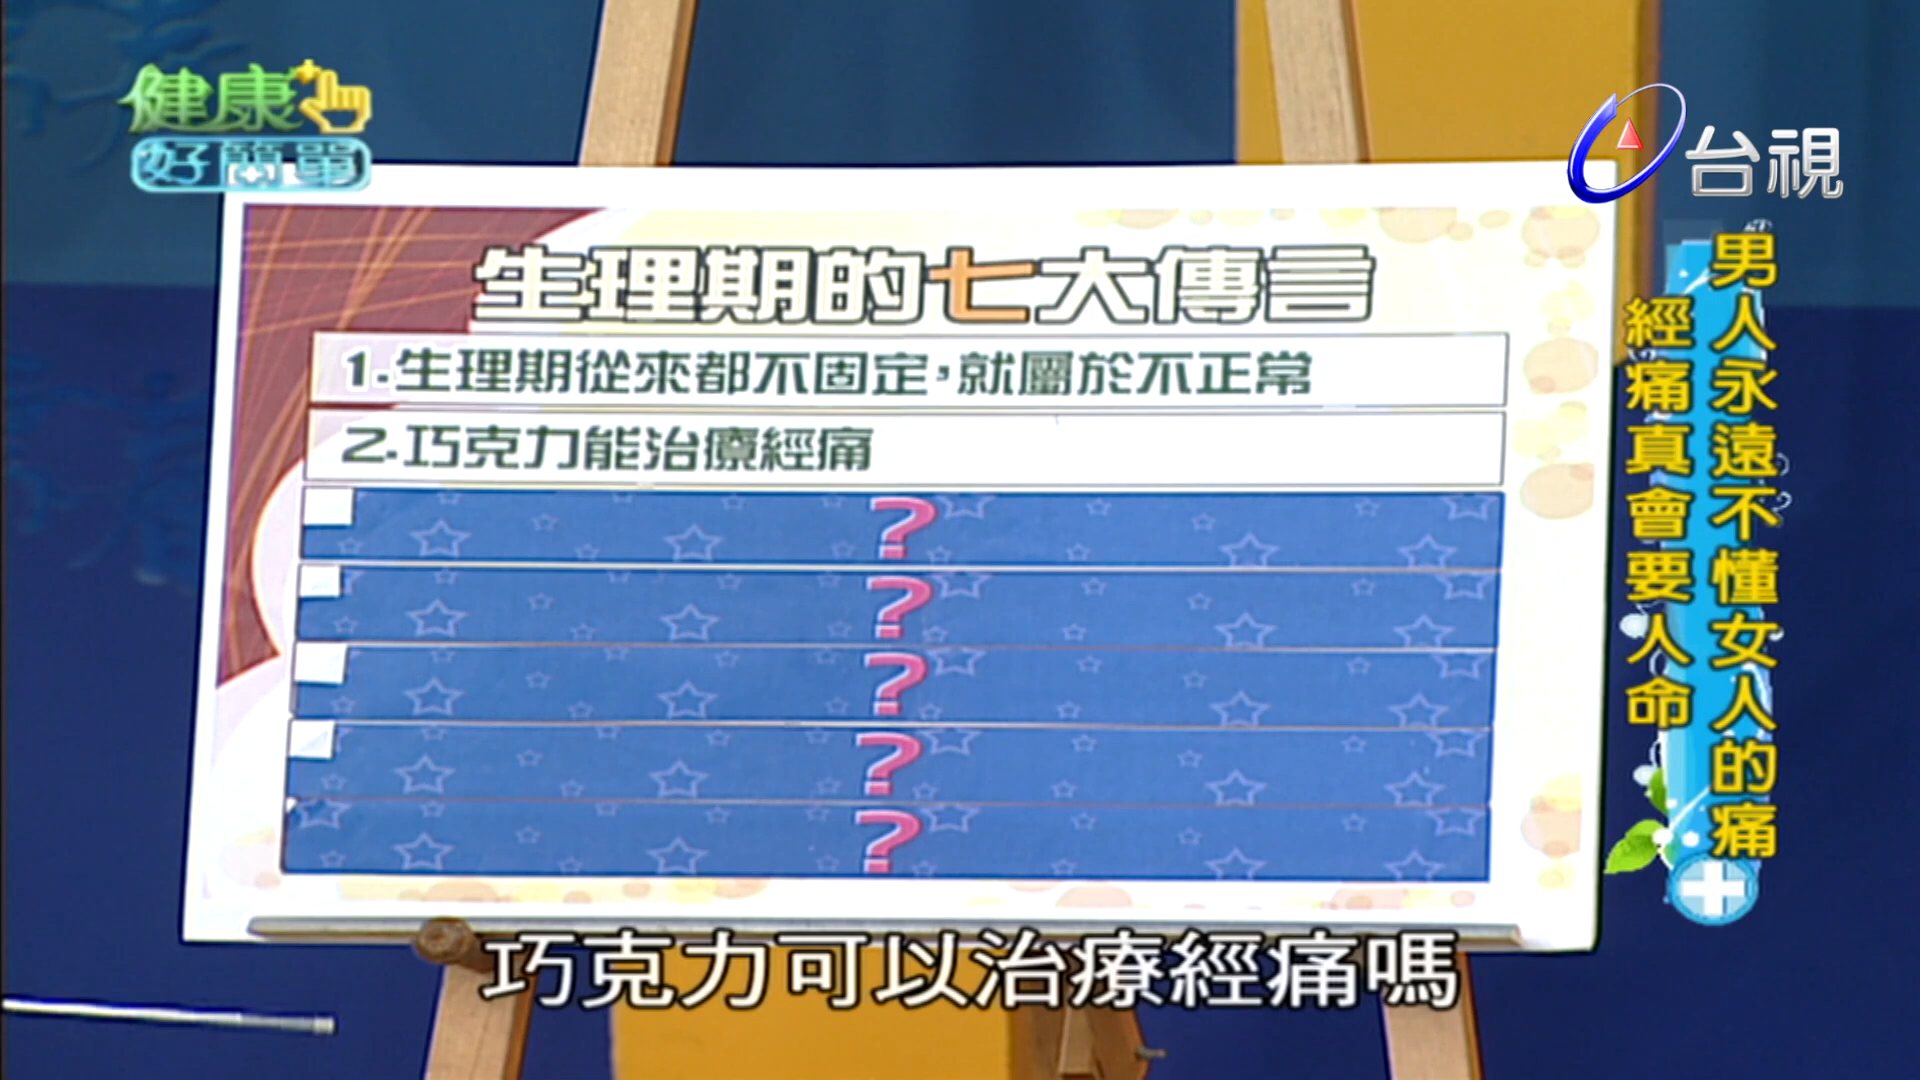 健康
好簡單
台視
生理期的七大傳言
1.生理期從來都不固定,就屬於不正常
2.巧克力能治療經痛
?
?
?
?
?
男人永遠不懂女人的痛
經痛真會要人命
巧克力可以治療經痛嗎